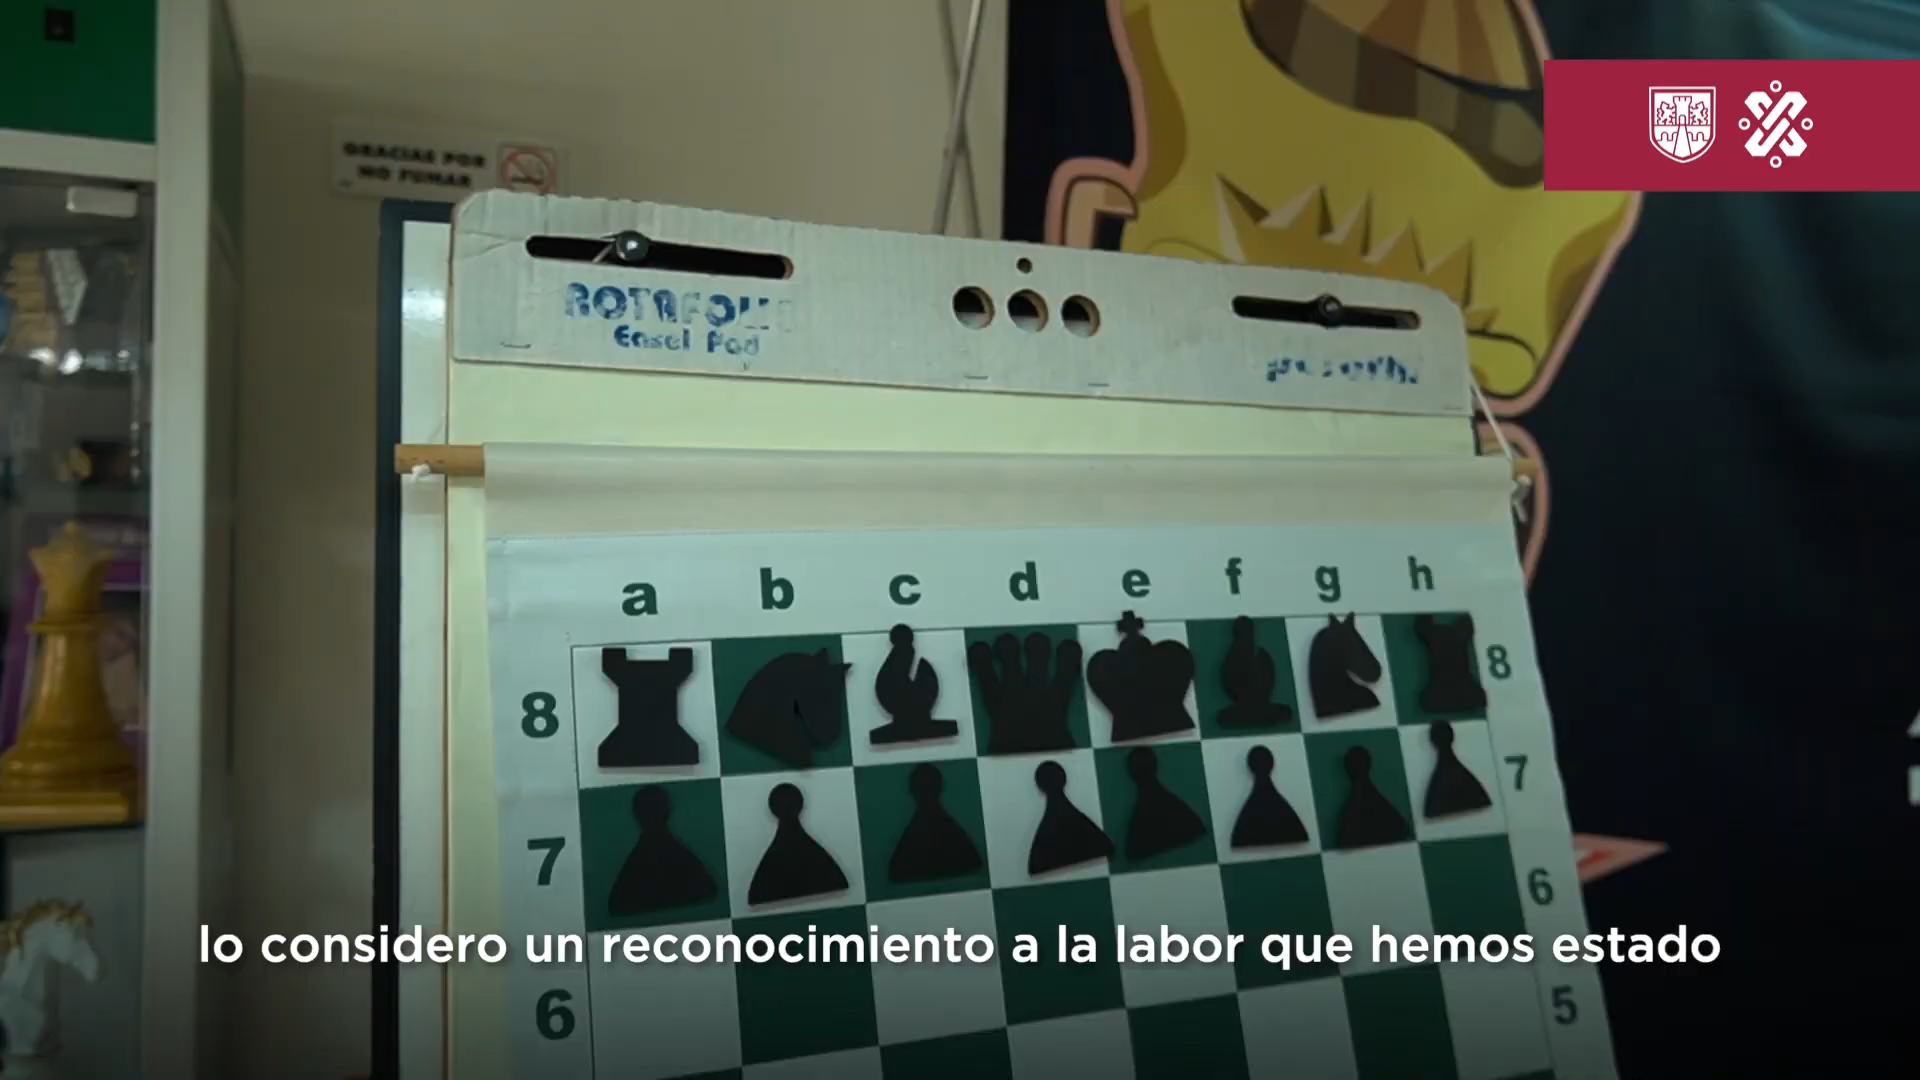 GRACIAS POR
NO FUMAR
ROTAFOLIO
Easel Pad
a b c d e f g h
8 8
7 7
6 6
5
lo considero un reconocimiento a la labor que hemos estado